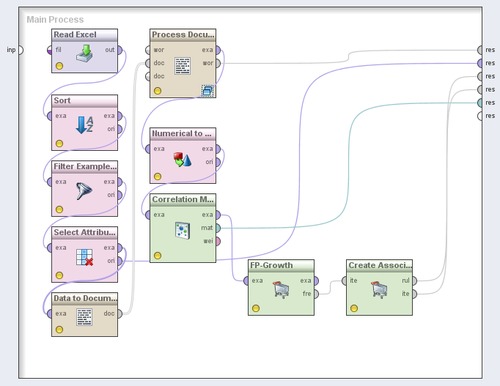 Main Process
inp
Read Excel
fil out
Sort
exa exa
ori
Filter Example...
exa exa
ori
Select Attribu...
exa exa
ori
Data to Docum...
exa doc
Process Docu...
wor exa
doc wor
doc
Numerical to ...
exa exa
ori
Correlation M...
exa exa
mat
wei
FP-Growth
exa exa
fre
Create Associ...
ite rul
ite
res
res
res
res
res
res